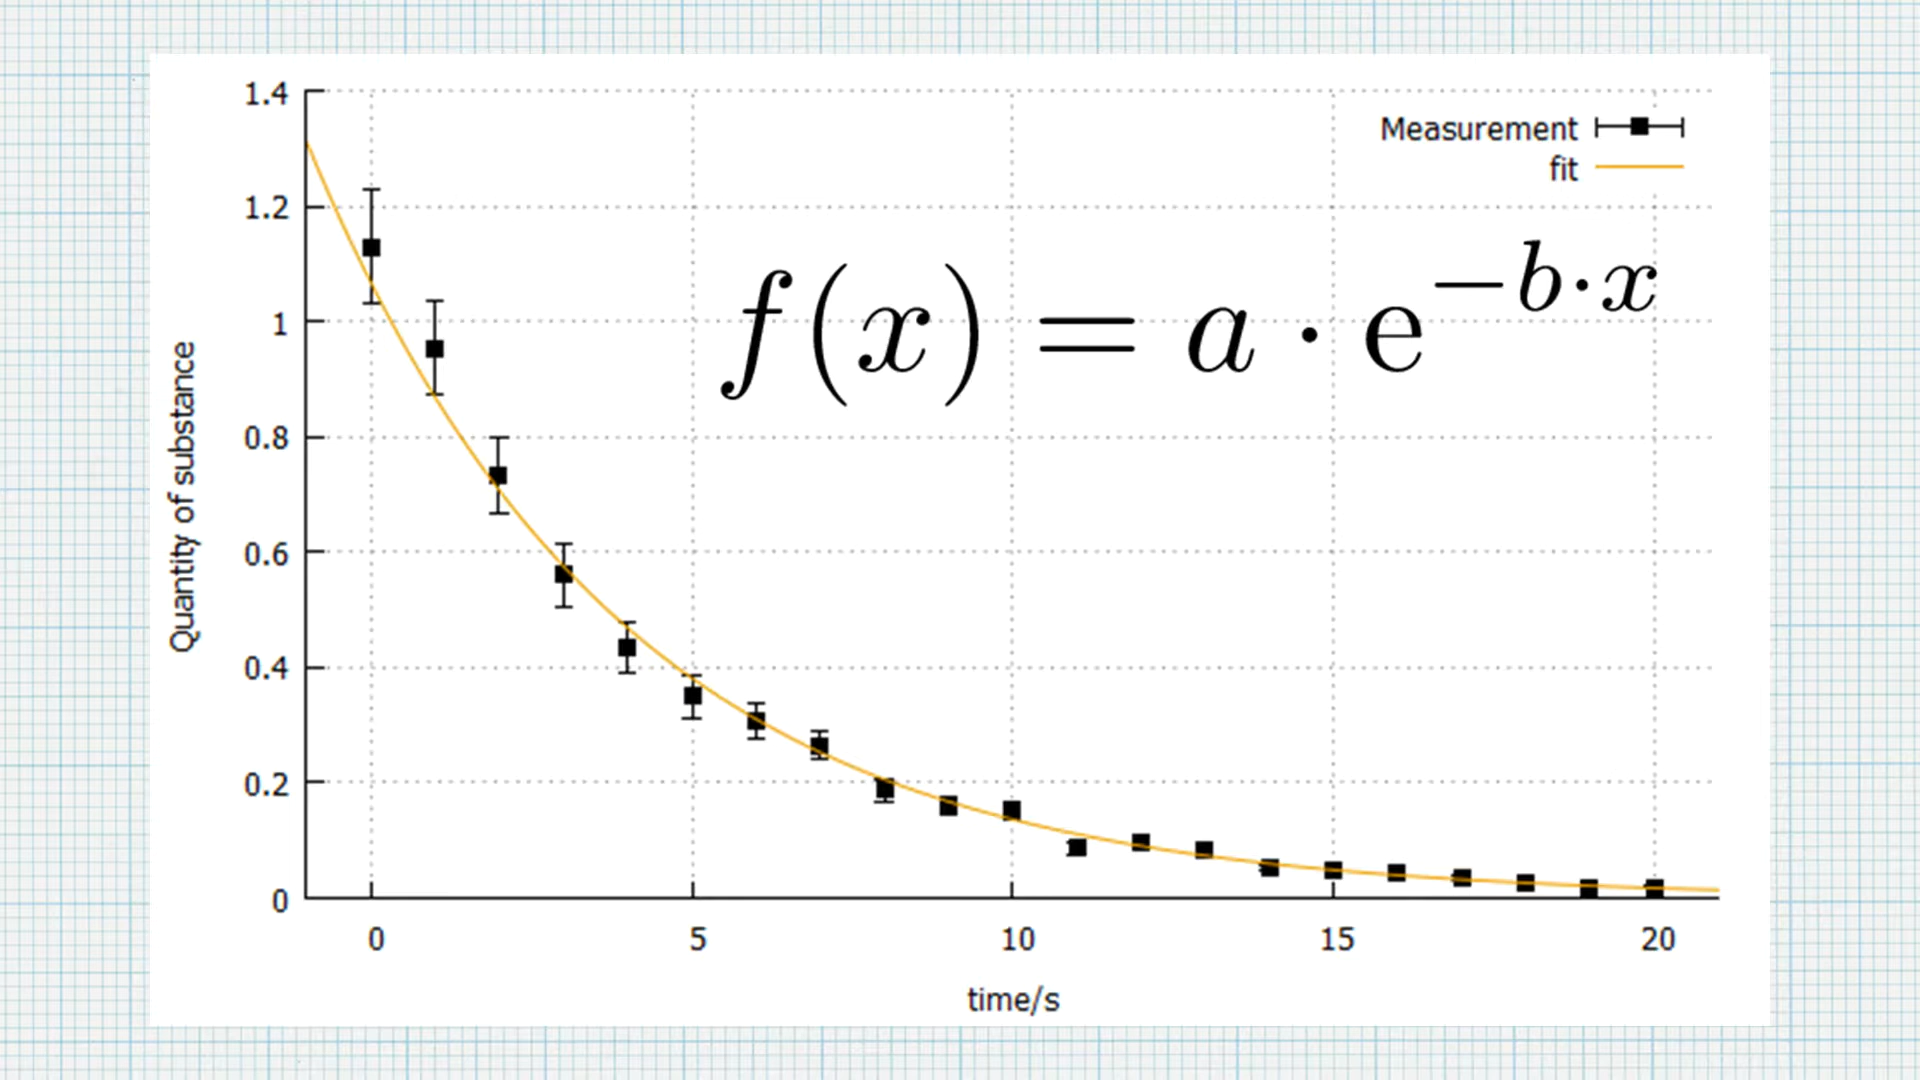 1.4
1.2
1
0.8
0.6
0.4
0.2
0
Quantity of substance
Measurement
fit
f(x) = a · e^{−b·x}
0 5 10 15 20
time/s